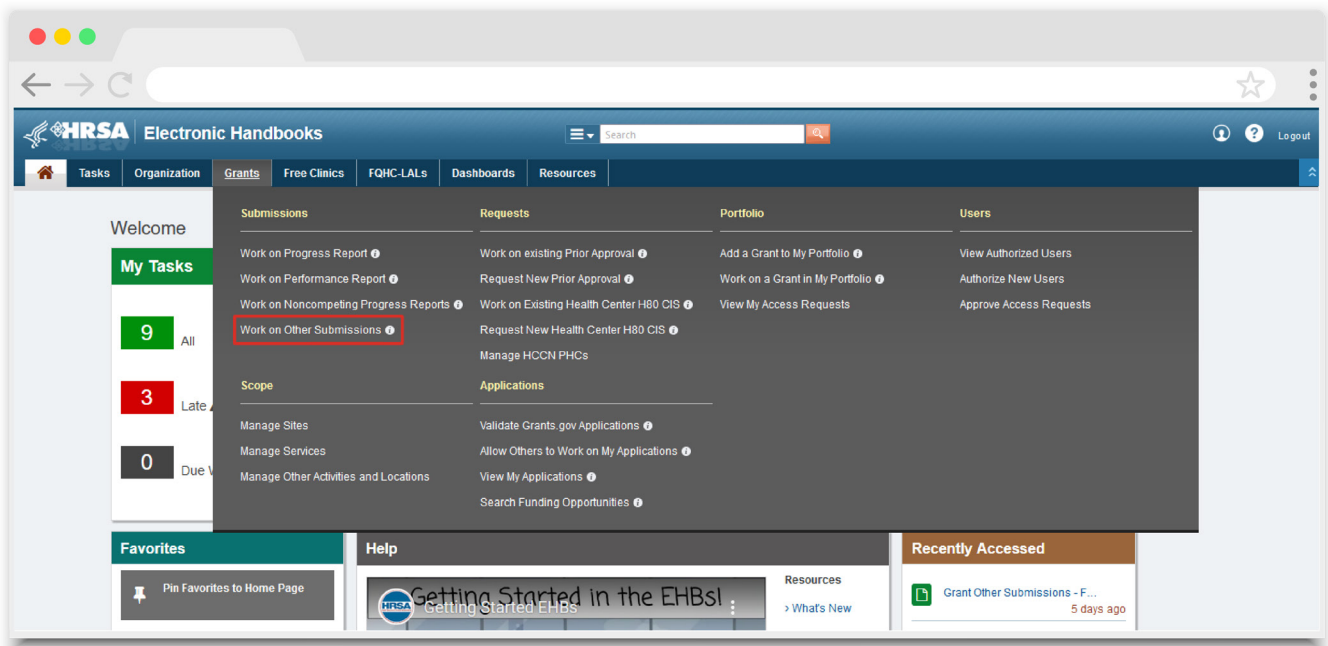 HRSA Electronic Handbooks
Search
Logout
Tasks Organization Grants Free Clinics FQHC-LALs Dashboards Resources
Welcome
My Tasks
9 All
3 Late
0 Due
Submissions
Work on Progress Report
Work on Performance Report
Work on Noncompeting Progress Reports
Work on Other Submissions
Requests
Work on existing Prior Approval
Request New Prior Approval
Work on Existing Health Center H80 CIS
Request New Health Center H80 CIS
Manage HCCN PHCs
Portfolio
Add a Grant to My Portfolio
Work on a Grant in My Portfolio
View My Access Requests
Users
View Authorized Users
Authorize New Users
Approve Access Requests
Scope
Manage Sites
Manage Services
Manage Other Activities and Locations
Applications
Validate Grants.gov Applications
Allow Others to Work on My Applications
View My Applications
Search Funding Opportunities
Favorites
Pin Favorites to Home Page
Help
Getting Started in the EHBs!
HRSA Getting Started EHBs
Resources
› What's New
Recently Accessed
Grant Other Submissions - F...
5 days ago